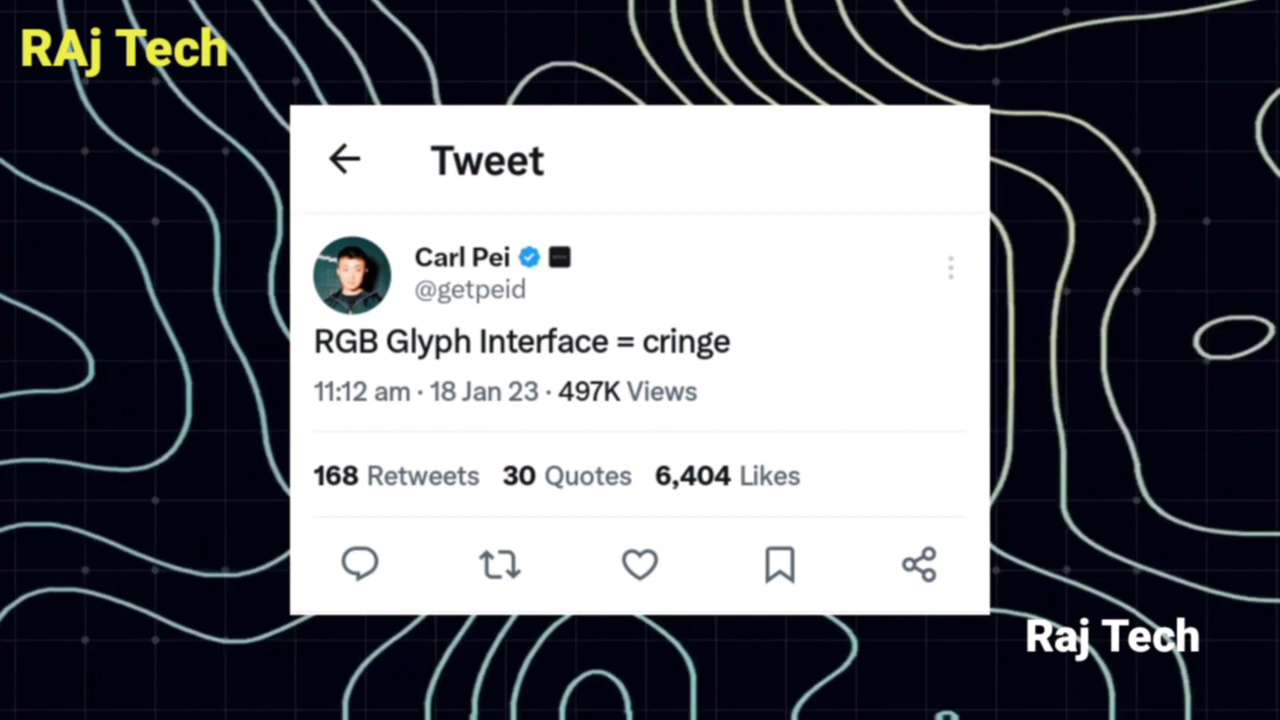 RAj Tech
Tweet
Carl Pei
@getpeid
RGB Glyph Interface = cringe
11:12 am · 18 Jan 23 · 497K Views
168 Retweets 30 Quotes 6,404 Likes
Raj Tech